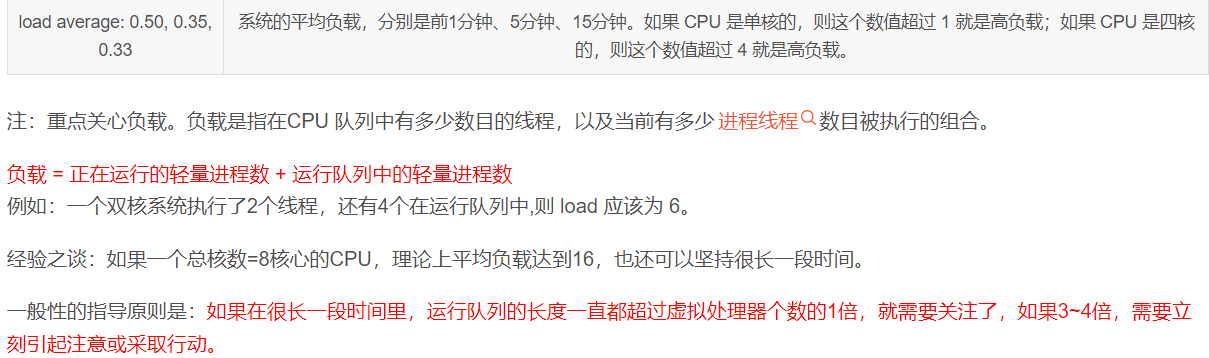 load average: 0.50, 0.35,
0.33
系统的平均负载，分别是前1分钟、5分钟、15分钟。如果 CPU 是单核的，则这个数值超过 1 就是高负载；如果 CPU 是四核
的，则这个数值超过 4 就是高负载。
注：重点关心负载。负载是指在CPU 队列中有多少数目的线程，以及当前有多少 进程线程 数目被执行的组合。
负载 = 正在运行的轻量进程数 + 运行队列中的轻量进程数
例如：一个双核系统执行了2个线程，还有4个在运行队列中,则 load 应该为 6。
经验之谈：如果一个总核数=8核心的CPU，理论上平均负载达到16，也还可以坚持很长一段时间。
一般性的指导原则是：如果在很长一段时间里，运行队列的长度一直都超过虚拟处理器个数的1倍，就需要关注了，如果3~4倍，需要立
刻引起注意或采取行动。